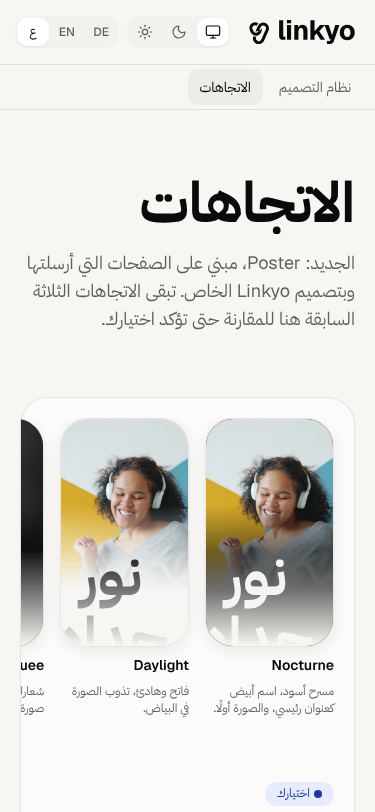 linkyo
DE EN ع
نظام التصميم الاتجاهات
الاتجاهات
الجديد: Poster، مبني على الصفحات التي أرسلتها
وبتصميم Linkyo الخاص. تبقى الاتجاهات الثلاثة
السابقة هنا للمقارنة حتى تؤكد اختيارك.
نور
نور
Nocturne
مسرح أسود، اسم أبيض
كعنوان رئيسي، والصورة أولًا.
Daylight
فاتح وهادئ، تذوب الصورة
في البياض.
اختيارك